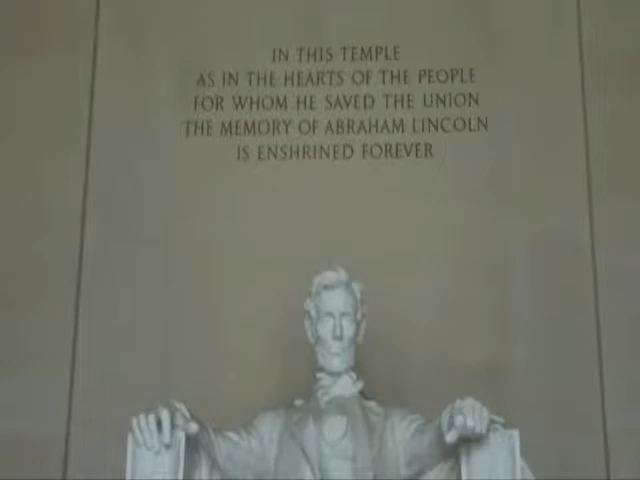 IN THIS TEMPLE
AS IN THE HEARTS OF THE PEOPLE
FOR WHOM HE SAVED THE UNION
THE MEMORY OF ABRAHAM LINCOLN
IS ENSHRINED FOREVER